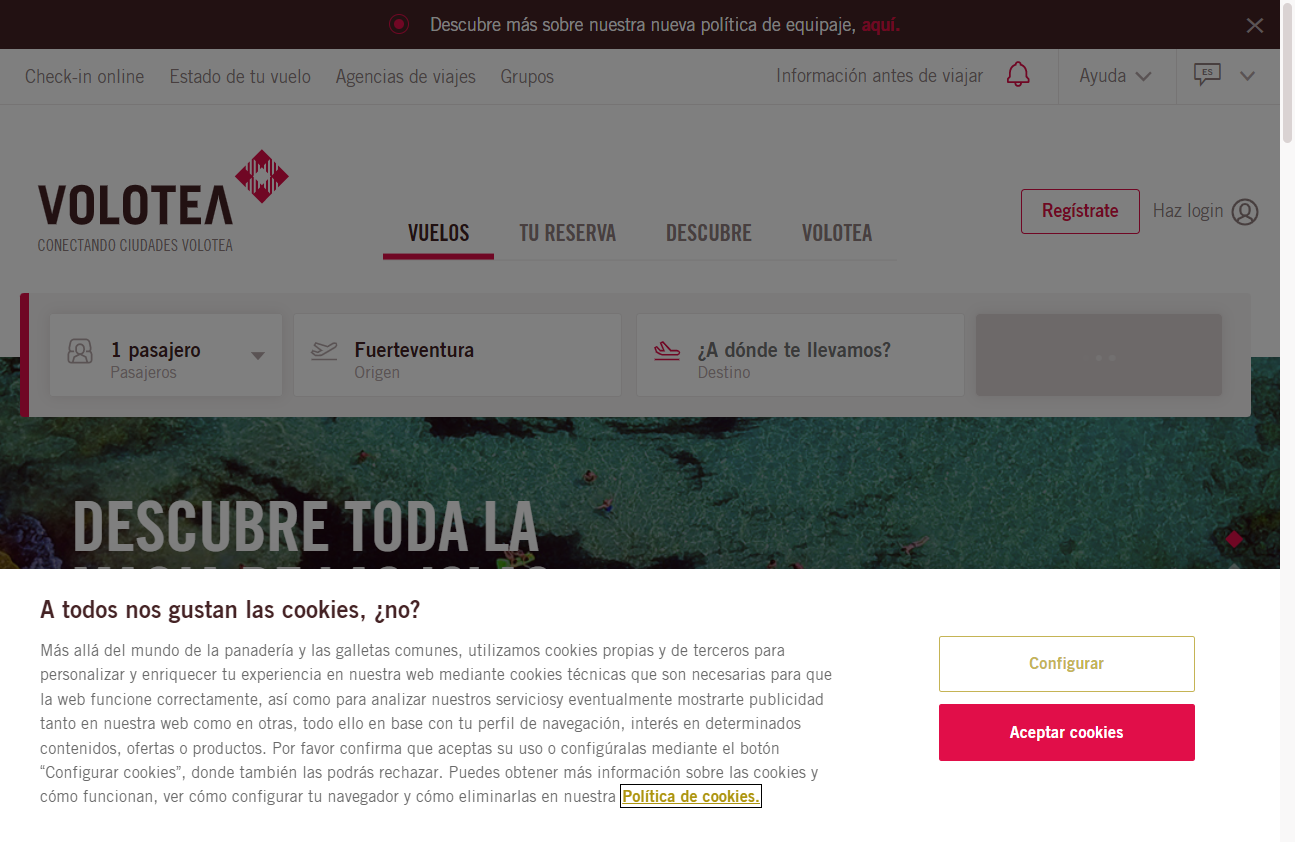 Descubre más sobre nuestra nueva política de equipaje, aquí.
Check-in online Estado de tu vuelo Agencias de viajes Grupos Información antes de viajar Ayuda ES
VOLOTEA
CONECTANDO CIUDADES VOLOTEA
VUELOS TU RESERVA DESCUBRE VOLOTEA
Regístrate Haz login
1 pasajero
Pasajeros
Fuerteventura
Origen
¿A dónde te llevamos?
Destino
DESCUBRE TODA LA
MAGIA DE LAS ISLAS
A todos nos gustan las cookies, ¿no?
Más allá del mundo de la panadería y las galletas comunes, utilizamos cookies propias y de terceros para
personalizar y enriquecer tu experiencia en nuestra web mediante cookies técnicas que son necesarias para que
la web funcione correctamente, así como para analizar nuestros serviciosy eventualmente mostrarte publicidad
tanto en nuestra web como en otras, todo ello en base con tu perfil de navegación, interés en determinados
contenidos, ofertas o productos. Por favor confirma que aceptas su uso o configúralas mediante el botón
“Configurar cookies”, donde también las podrás rechazar. Puedes obtener más información sobre las cookies y
cómo funcionan, ver cómo configurar tu navegador y cómo eliminarlas en nuestra Política de cookies.
Configurar
Aceptar cookies